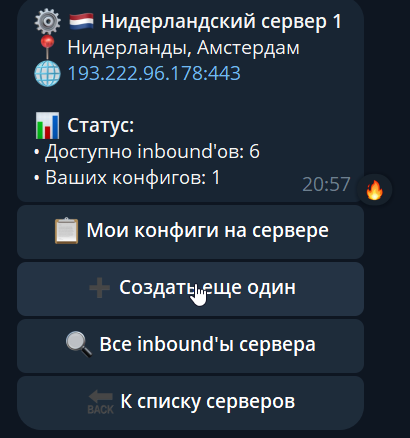 Нидерландский сервер 1
Нидерланды, Амстердам
193.222.96.178:443
Статус:
• Доступно inbound'ов: 6
• Ваших конфигов: 1
20:57
Мои конфиги на сервере
Создать еще один
Все inbound'ы сервера
BACK К списку серверов